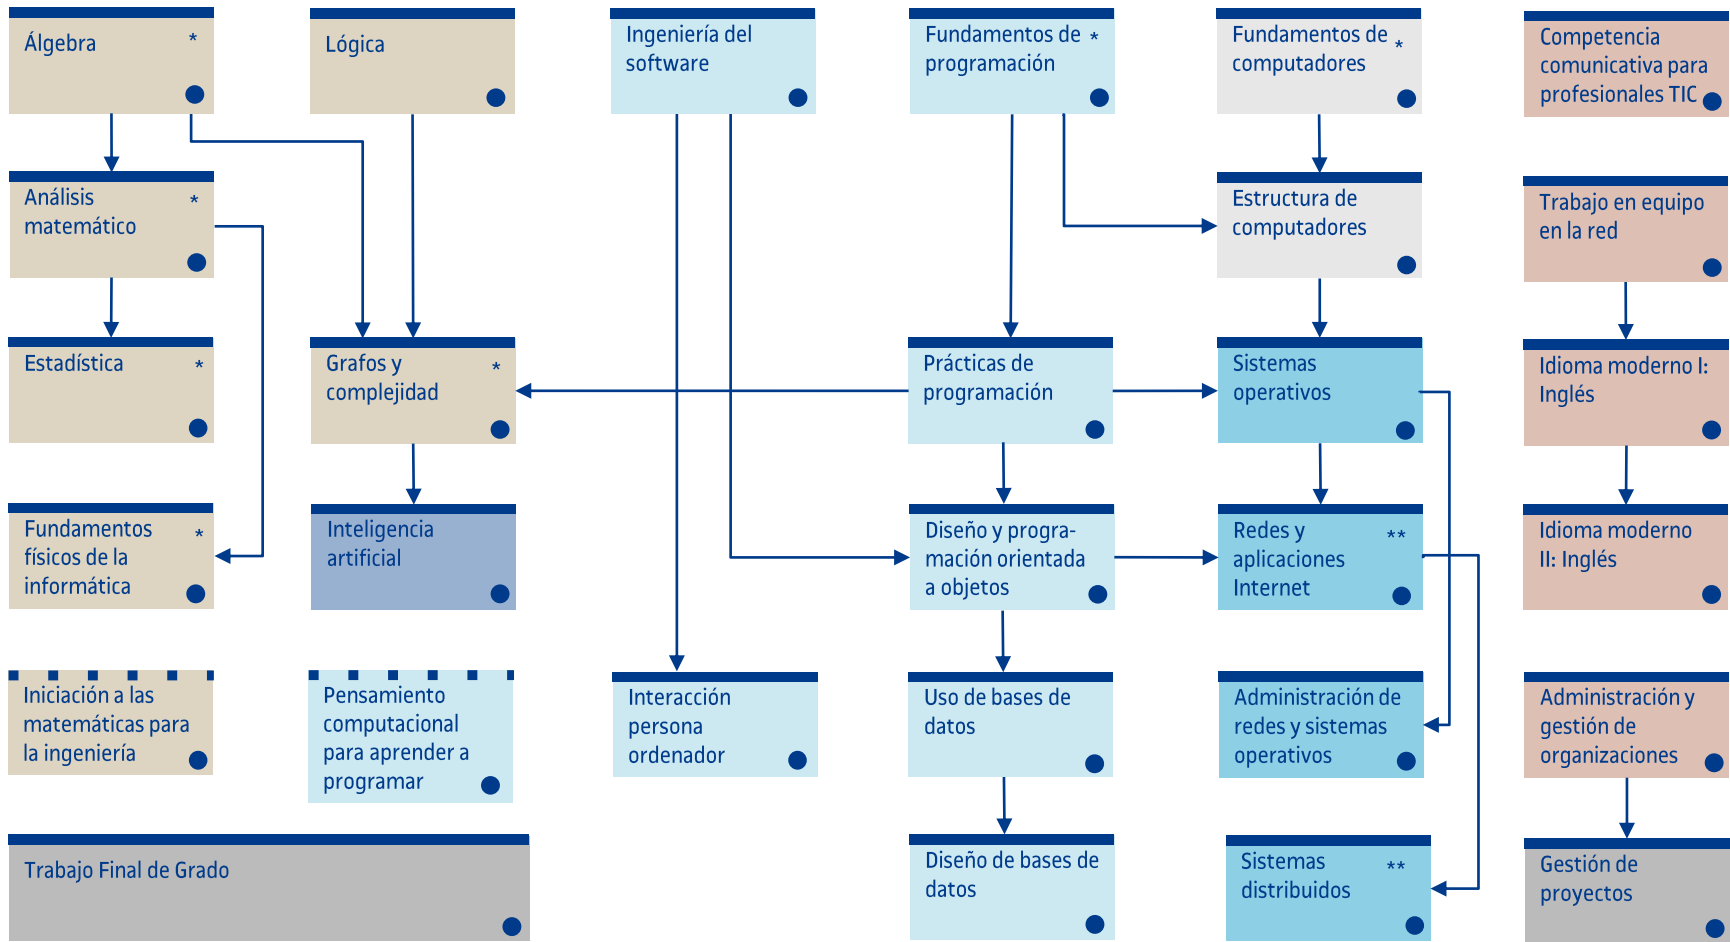 Álgebra *
Lógica
Ingeniería del
software
Fundamentos de *
programación
Fundamentos de *
computadores
Competencia
comunicativa para
profesionales TIC
Análisis *
matemático
Estructura de
computadores
Trabajo en equipo
en la red
Estadística *
Grafos y *
complejidad
Prácticas de
programación
Sistemas
operativos
Idioma moderno I:
Inglés
Fundamentos *
físicos de la
informática
Inteligencia
artificial
Diseño y progra-
mación orientada
a objetos
Redes y **
aplicaciones
Internet
Idioma moderno
II: Inglés
Iniciación a las
matemáticas para
la ingeniería
Pensamiento
computacional
para aprender a
programar
Interacción
persona
ordenador
Uso de bases de
datos
Administración de
redes y sistemas
operativos
Administración y
gestión de
organizaciones
Trabajo Final de Grado
Diseño de bases de
datos
Sistemas **
distribuidos
Gestión de
proyectos